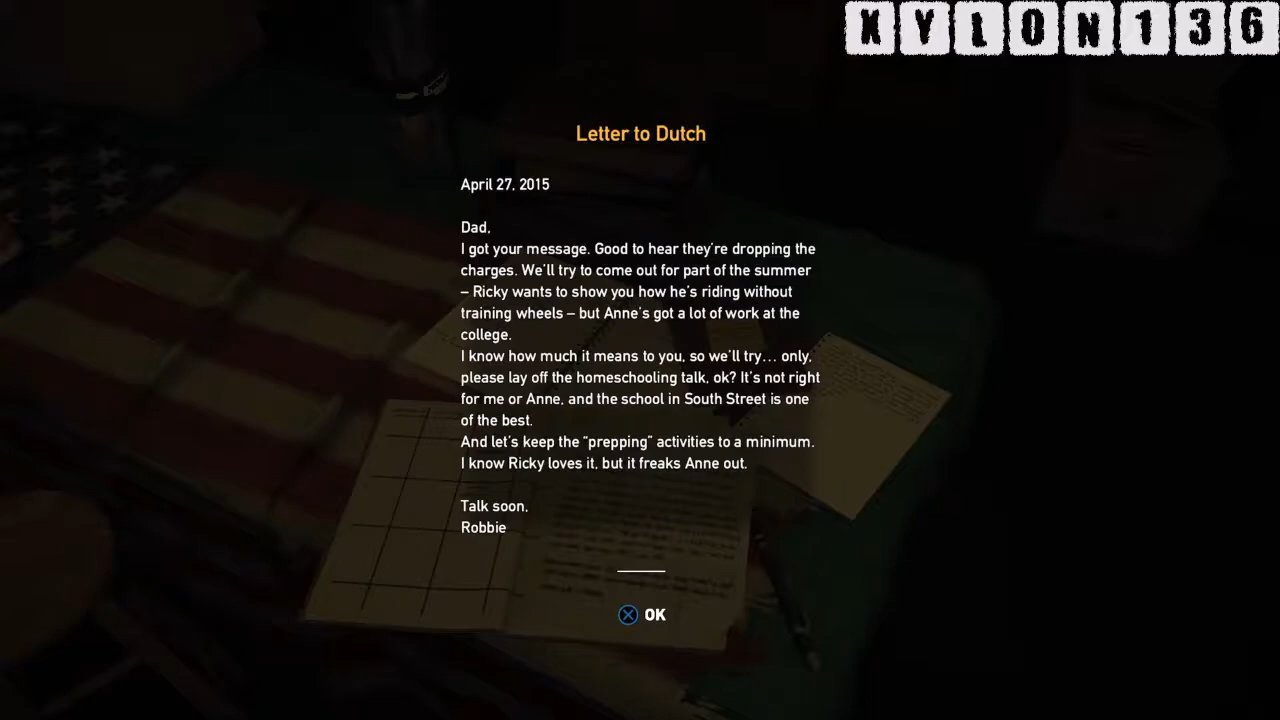 XYLON136
Letter to Dutch
April 27, 2015
Dad,
I got your message. Good to hear they're dropping the
charges. We'll try to come out for part of the summer
– Ricky wants to show you how he's riding without
training wheels – but Anne's got a lot of work at the
college.
I know how much it means to you, so we'll try... only,
please lay off the homeschooling talk, ok? It's not right
for me or Anne, and the school in South Street is one
of the best.
And let's keep the "prepping" activities to a minimum.
I know Ricky loves it, but it freaks Anne out.
Talk soon,
Robbie
OK